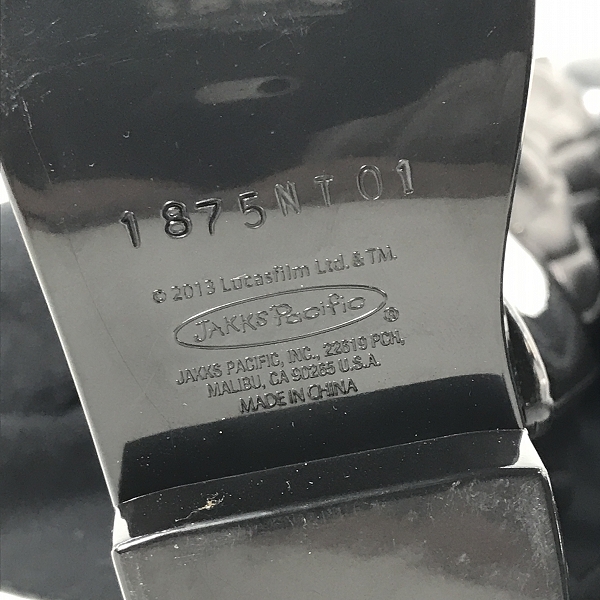 1875NT01
© 2013 Lucasfilm Ltd. & TM.
JAKKS Pacific ®
JAKKS PACIFIC, INC., 22619 PCH,
MALIBU, CA 90265 U.S.A.
MADE IN CHINA